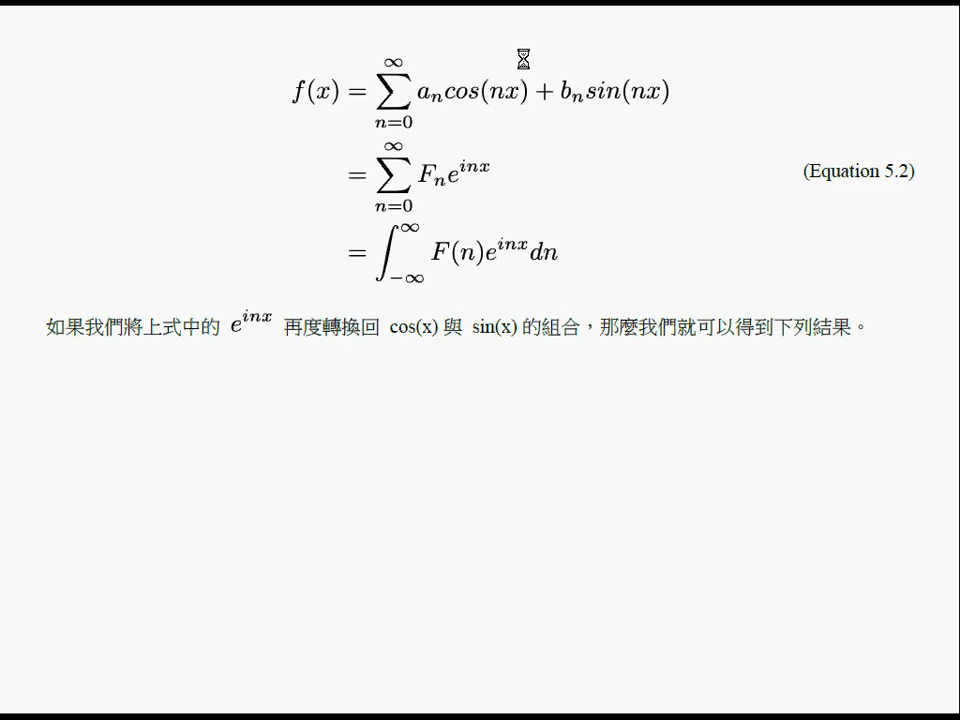 f(x) = \sum_{n=0}^{\infty} a_n cos(nx) + b_n sin(nx)
= \sum_{n=0}^{\infty} F_n e^{inx} (Equation 5.2)
= \int_{-\infty}^{\infty} F(n)e^{inx} dn
如果我們將上式中的 e^{inx} 再度轉換回 cos(x) 與 sin(x) 的組合，那麼我們就可以得到下列結果。